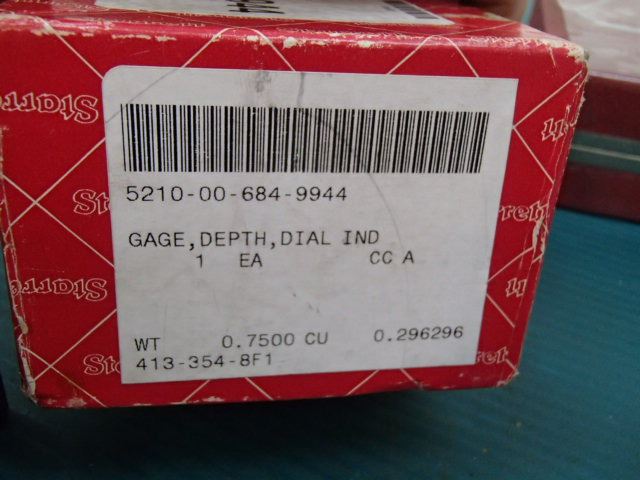 5210-00-684-9944
GAGE,DEPTH,DIAL IND
1 EA CC A
WT 0.7500 CU 0.296296
413-354-8F1
Starrett